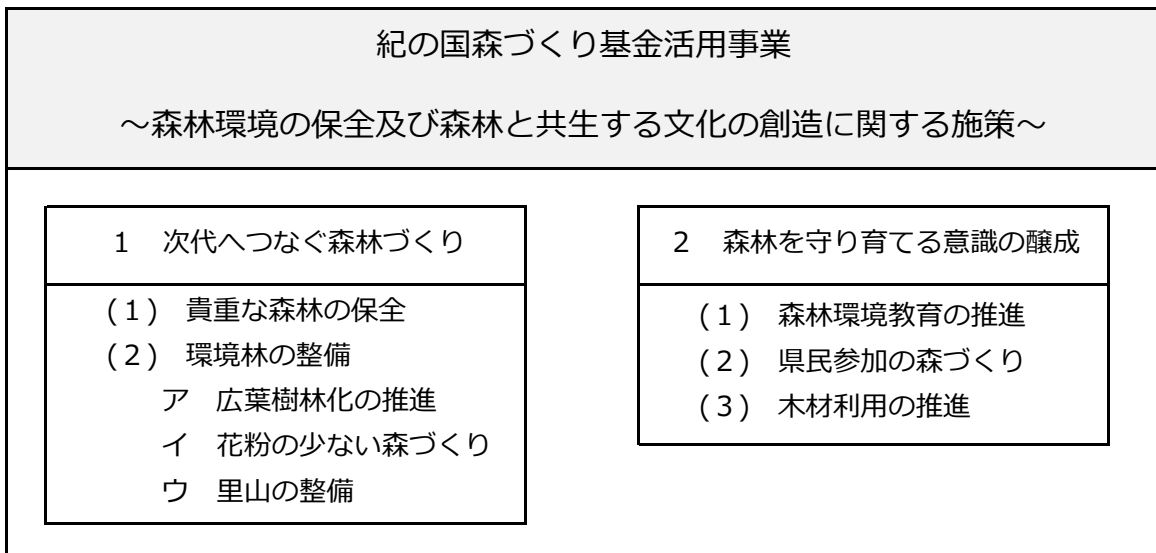 紀の国森づくり基金活用事業
～森林環境の保全及び森林と共生する文化の創造に関する施策～
1　次代へつなぐ森林づくり
(1)　貴重な森林の保全
(2)　環境林の整備
ア　広葉樹林化の推進
イ　花粉の少ない森づくり
ウ　里山の整備
2　森林を守り育てる意識の醸成
(1)　森林環境教育の推進
(2)　県民参加の森づくり
(3)　木材利用の推進